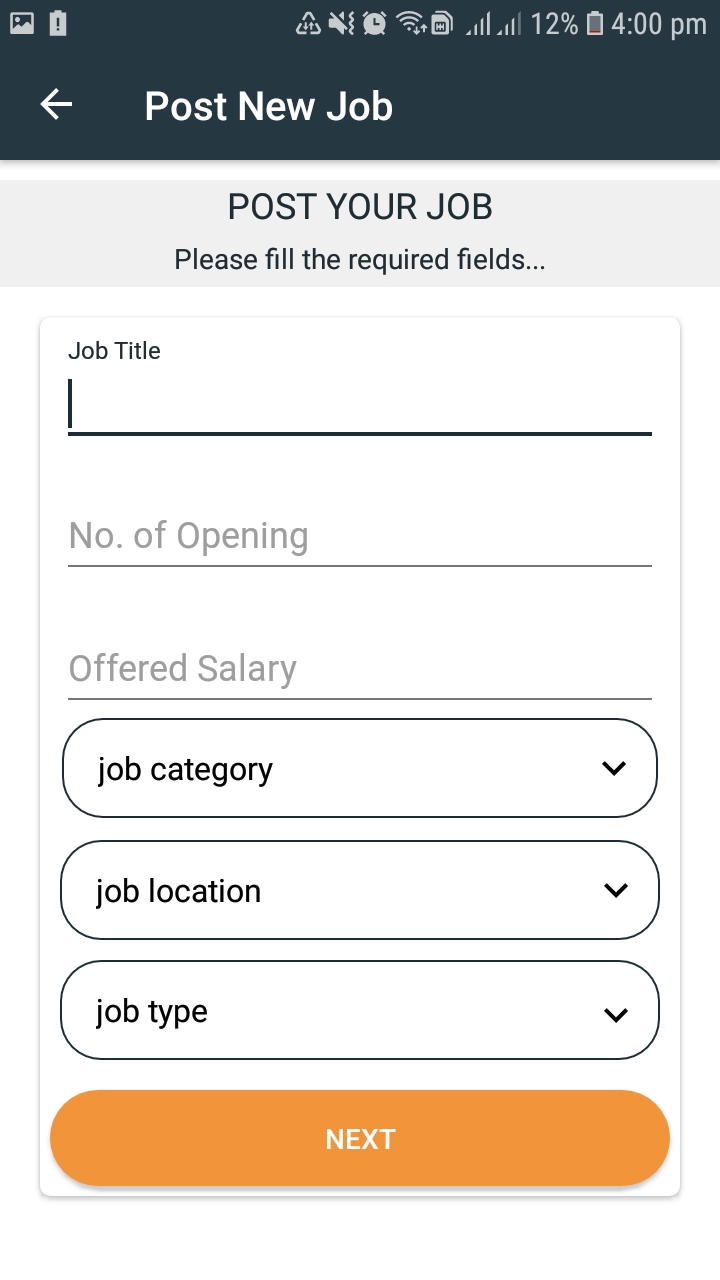 12% 4:00 pm
Post New Job
POST YOUR JOB
Please fill the required fields...
Job Title
No. of Opening
Offered Salary
job category
job location
job type
NEXT